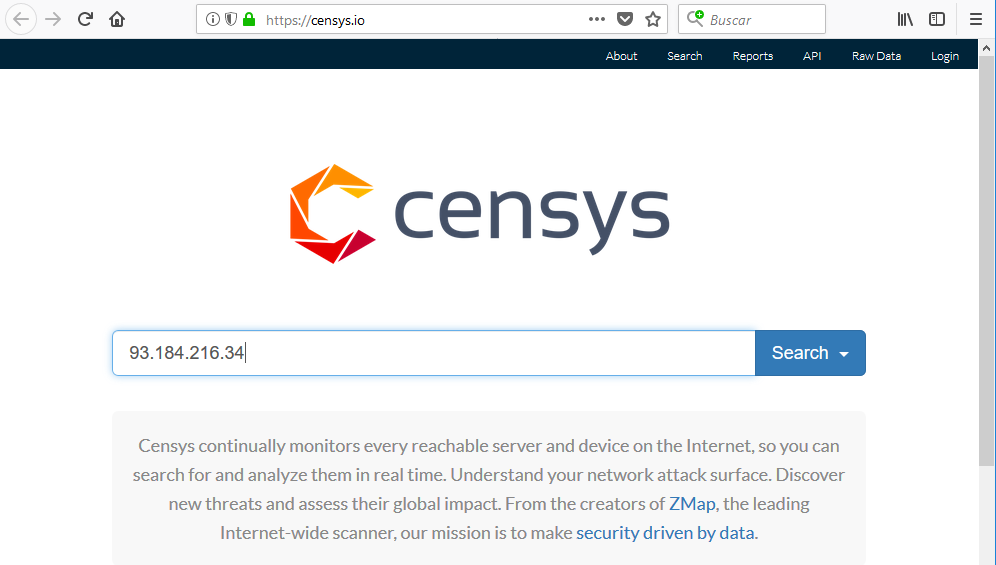 https://censys.io
Buscar
About Search Reports API Raw Data Login
censys
93.184.216.34
Search
Censys continually monitors every reachable server and device on the Internet, so you can
search for and analyze them in real time. Understand your network attack surface. Discover
new threats and assess their global impact. From the creators of ZMap, the leading
Internet-wide scanner, our mission is to make security driven by data.